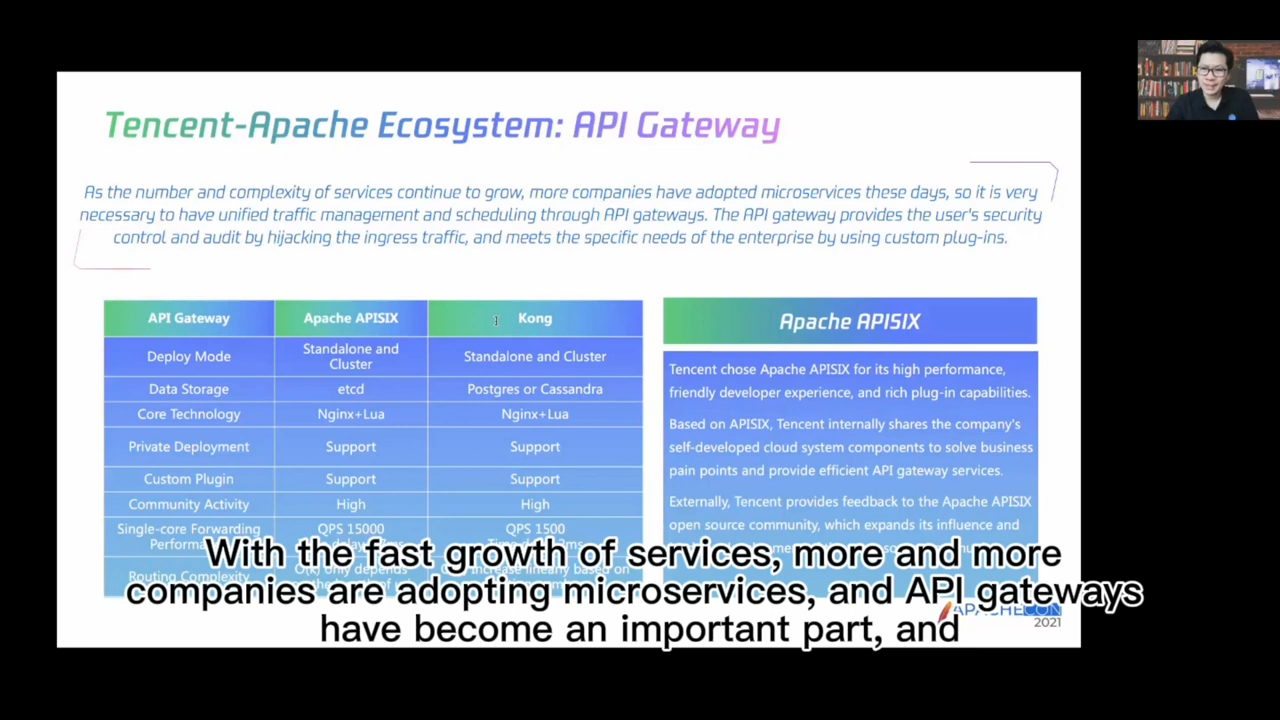 Tencent-Apache Ecosystem: API Gateway
As the number and complexity of services continue to grow, more companies have adopted microservices these days, so it is very
necessary to have unified traffic management and scheduling through API gateways. The API gateway provides the user's security
control and audit by hijacking the ingress traffic, and meets the specific needs of the enterprise by using custom plug-ins.
API Gateway Apache APISIX Kong
Deploy Mode Standalone and Cluster Standalone and Cluster
Data Storage etcd Postgres or Cassandra
Core Technology Nginx+Lua Nginx+Lua
Private Deployment Support Support
Custom Plugin Support Support
Community Activity High High
Single-core Forwarding QPS 15000 QPS 1500
Routing Complexity
Apache APISIX
Tencent chose Apache APISIX for its high performance,
friendly developer experience, and rich plug-in capabilities.
Based on APISIX, Tencent internally shares the company's
self-developed cloud system components to solve business
pain points and provide efficient API gateway services.
Externally, Tencent provides feedback to the Apache APISIX
open source community, which expands its influence and
With the fast growth of services, more and more
companies are adopting microservices, and API gateways
have become an important part, and
APACHECON
2021